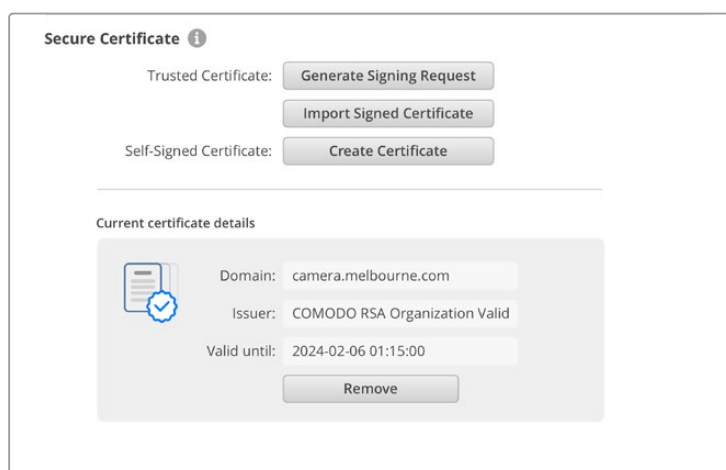 Secure Certificate i
Trusted Certificate: Generate Signing Request
Import Signed Certificate
Self-Signed Certificate: Create Certificate
Current certificate details
Domain: camera.melbourne.com
Issuer: COMODO RSA Organization Valid
Valid until: 2024-02-06 01:15:00
Remove